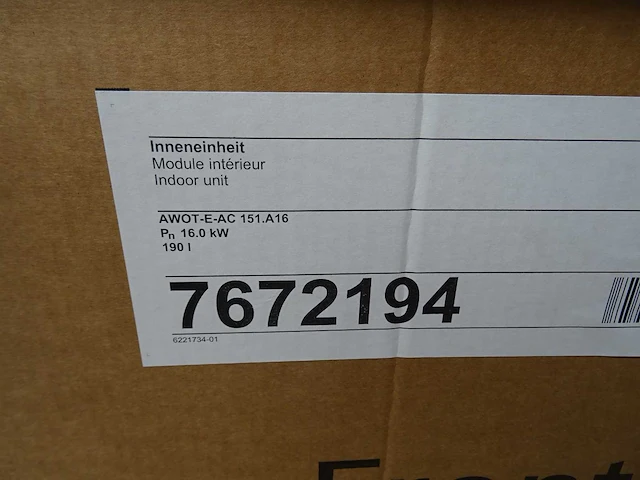 Inneneinheit
Module intérieur
Indoor unit
AWOT-E-AC 151.A16
Pn 16.0 kW
190 l
7672194
6221734-01